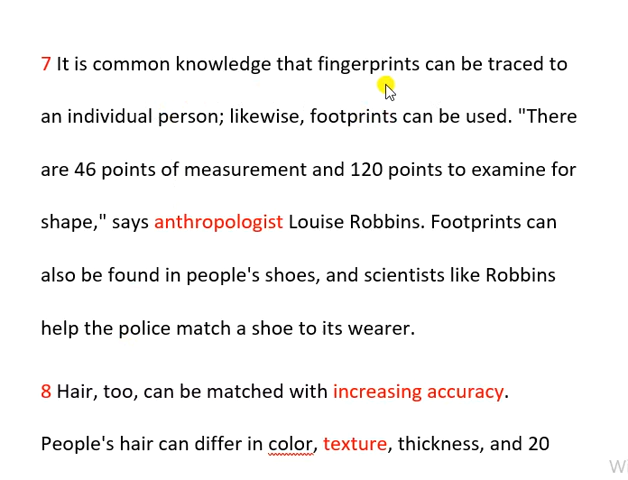 7 It is common knowledge that fingerprints can be traced to
an individual person; likewise, footprints can be used. "There
are 46 points of measurement and 120 points to examine for
shape," says anthropologist Louise Robbins. Footprints can
also be found in people's shoes, and scientists like Robbins
help the police match a shoe to its wearer.
8 Hair, too, can be matched with increasing accuracy.
People's hair can differ in color, texture, thickness, and 20